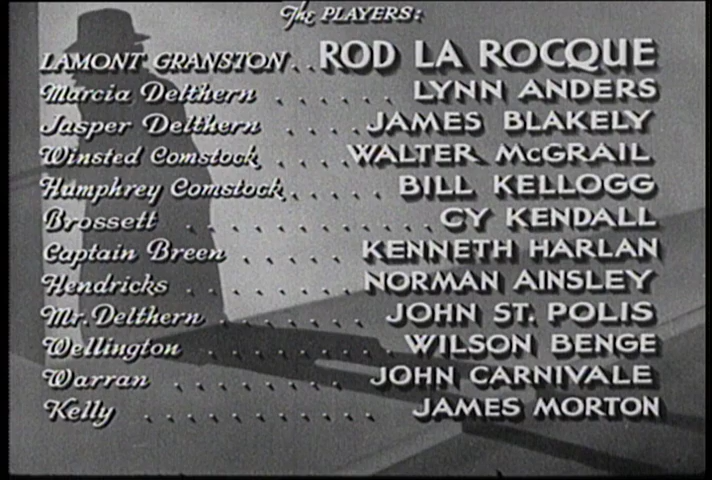 The PLAYERS:
LAMONT GRANSTON . . ROD LA ROCQUE
Marcia Delthern . . . . . . LYNN ANDERS
Jasper Delthern . . . . JAMES BLAKELY
Winsted Comstock . . . . WALTER McGRAIL
Humphrey Comstock . . . . . BILL KELLOGG
Brossett . . . . . . . . . . . . CY KENDALL
Captain Breen . . . . . . KENNETH HARLAN
Hendricks . . . . . . . . NORMAN AINSLEY
Mr. Delthern . . . . . . . JOHN ST. POLIS
Wellington . . . . . . . . . WILSON BENGE
Warran . . . . . . . . . JOHN CARNIVALE
Kelly . . . . . . . . . . . JAMES MORTON